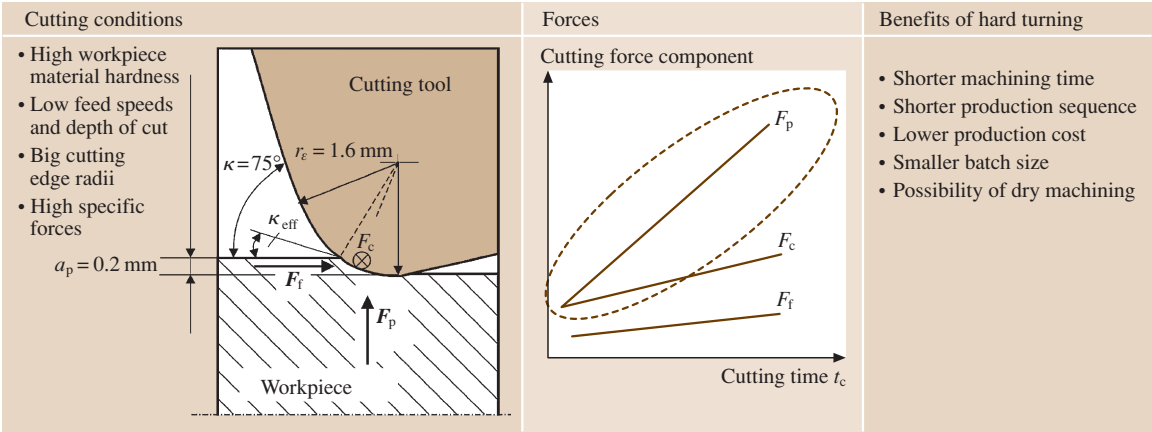 Cutting conditions
• High workpiece
material hardness
• Low feed speeds
and depth of cut
• Big cutting
edge radii
• High specific
forces
Cutting tool
rε = 1.6 mm
κ = 75°
κeff
Fc
ap = 0.2 mm
Ff
Fp
Workpiece
Forces
Cutting force component
Fp
Fc
Ff
Cutting time tc
Benefits of hard turning
• Shorter machining time
• Shorter production sequence
• Lower production cost
• Smaller batch size
• Possibility of dry machining